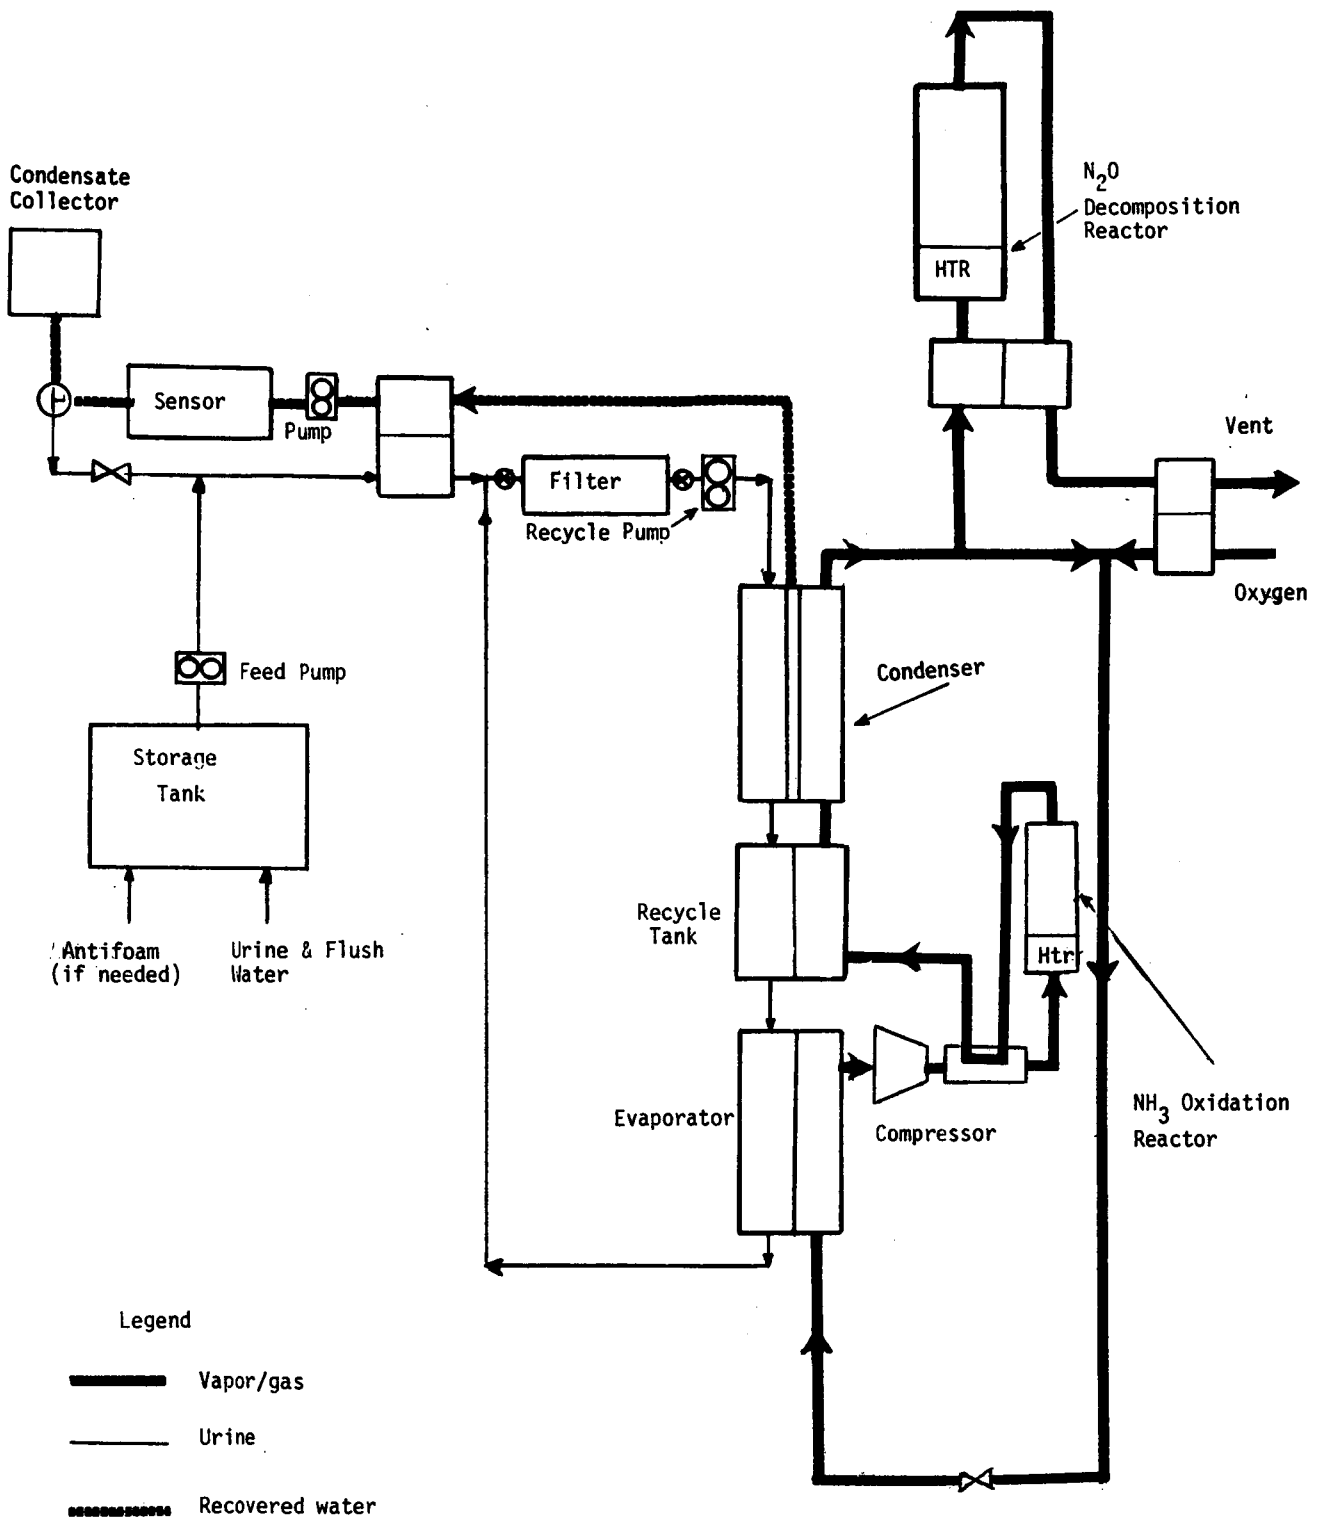 N2O
Decomposition
Reactor
Condensate
Collector
HTR
Sensor
Pump
Vent
Filter
Recycle Pump
Oxygen
Condenser
Feed Pump
Storage
Tank
Recycle
Tank
Antifoam
(if needed)
Urine & Flush
Water
Htr
Evaporator
Compressor
NH3 Oxidation
Reactor
Legend
Vapor/gas
Urine
Recovered water